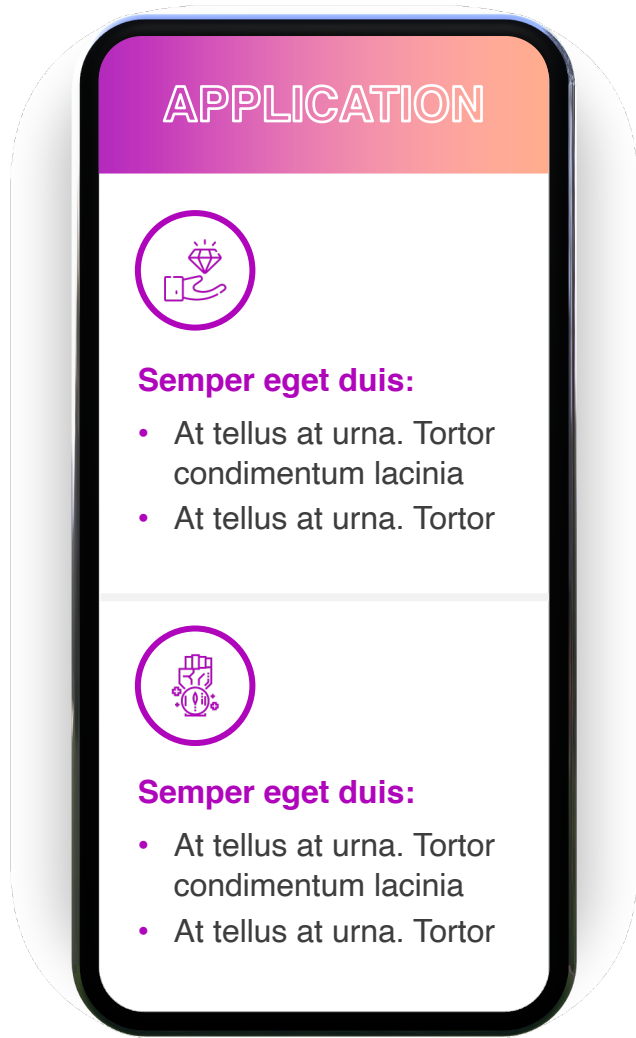 APPLICATION
Semper eget duis:
• At tellus at urna. Tortor
condimentum lacinia
• At tellus at urna. Tortor
Semper eget duis:
• At tellus at urna. Tortor
condimentum lacinia
• At tellus at urna. Tortor